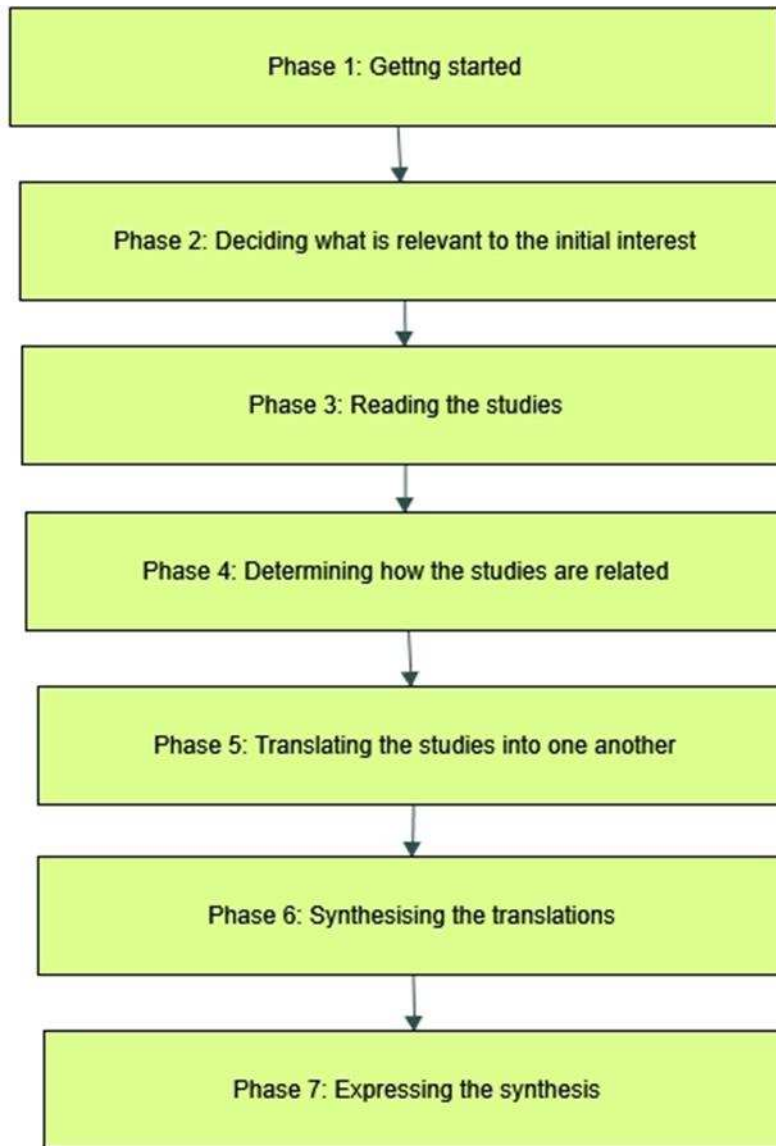 Phase 1: Gettng started
Phase 2: Deciding what is relevant to the initial interest
Phase 3: Reading the studies
Phase 4: Determining how the studies are related
Phase 5: Translating the studies into one another
Phase 6: Synthesising the translations
Phase 7: Expressing the synthesis